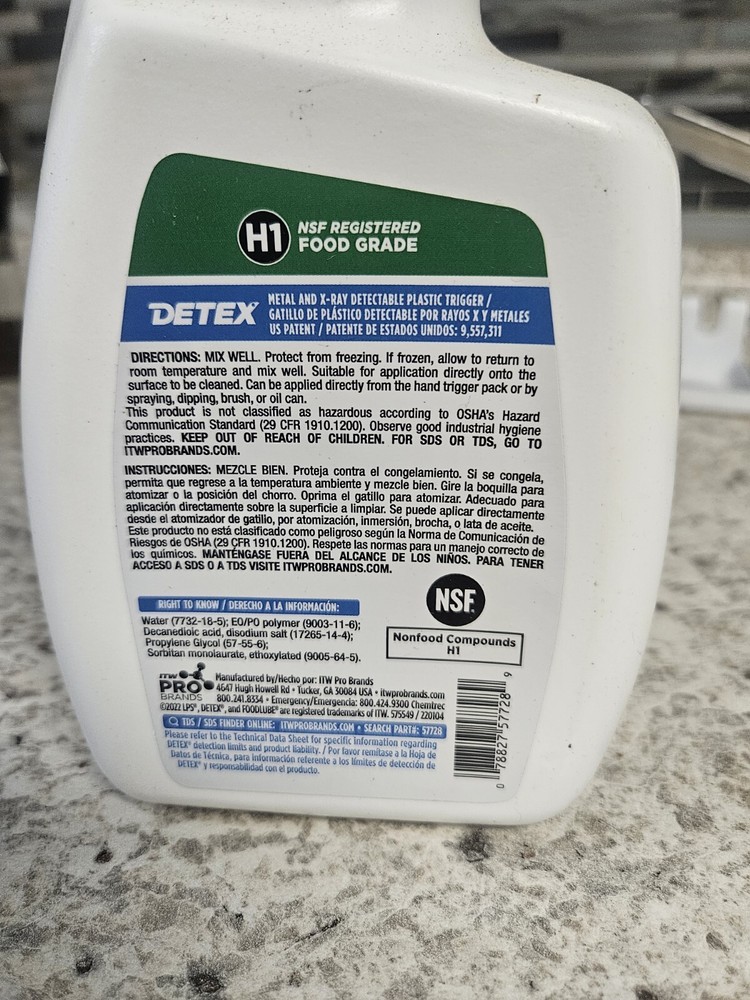 H1 NSF REGISTERED
FOOD GRADE
DETEX METAL AND X-RAY DETECTABLE PLASTIC TRIGGER /
GATILLO DE PLÁSTICO DETECTABLE POR RAYOS X Y METALES
US PATENT / PATENTE DE ESTADOS UNIDOS: 9,557,311
DIRECTIONS: MIX WELL. Protect from freezing. If frozen, allow to return to
room temperature and mix well. Suitable for application directly onto the
surface to be cleaned. Can be applied directly from the hand trigger pack or by
spraying, dipping, brush, or oil can.
This product is not classified as hazardous according to OSHA's Hazard
Communication Standard (29 CFR 1910.1200). Observe good industrial hygiene
practices. KEEP OUT OF REACH OF CHILDREN. FOR SDS OR TDS, GO TO
ITWPROBRANDS.COM.
INSTRUCCIONES: MEZCLE BIEN. Proteja contra el congelamiento. Si se congela,
permita que regrese a la temperatura ambiente y mezcle bien. Gire la boquilla para
atomizar o la posición del chorro. Oprima el gatillo para atomizar. Adecuado para
aplicación directamente sobre la superficie a limpiar. Se puede aplicar directamente
desde el atomizador de gatillo, por atomización, inmersión, brocha, o lata de aceite.
Este producto no está clasificado como peligroso según la Norma de Comunicación de
Riesgos de OSHA (29 CFR 1910.1200). Respete las normas para un manejo correcto de
los químicos. MANTÉNGASE FUERA DEL ALCANCE DE LOS NIÑOS. PARA TENER
ACCESO A SDS O A TDS VISITE ITWPROBRANDS.COM.
RIGHT TO KNOW / DERECHO A LA INFORMACIÓN:
Water (7732-18-5); EO/PO polymer (9003-11-6);
Decanedioic acid, disodium salt (17265-14-4);
Propylene Glycol (57-55-6);
Sorbitan monolaurate, ethoxylated (9005-64-5).
NSF.
Nonfood Compounds
H1
ITW
PRO
BRANDS
Manufactured by/Hecho por: ITW Pro Brands
4647 Hugh Howell Rd • Tucker, GA 30084 USA • itwprobrands.com
800.241.8334 • Emergency/Emergencia: 800.424.9300 Chemtrec
©2022 LPS®, DETEX®, and FOODLUBE® are registered trademarks of ITW. 575549 / 220104
TDS / SDS FINDER ONLINE: ITWPROBRANDS.COM • SEARCH PART#: 57728
Please refer to the Technical Data Sheet for specific information regarding
DETEX® detection limits and product liability. / Por favor remítase a la Hoja de
Datos de Técnica, para información referente a los límites de detección de
DETEX® y responsabilidad con el producto.
0 78827 57728 9